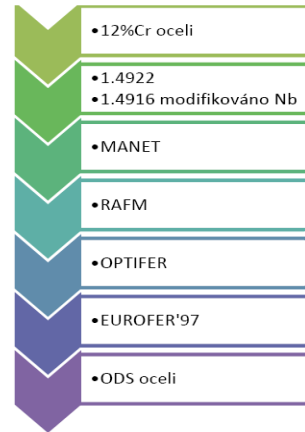 •12%Cr oceli
•1.4922
•1.4916 modifikováno Nb
•MANET
•RAFM
•OPTIFER
•EUROFER'97
•ODS oceli